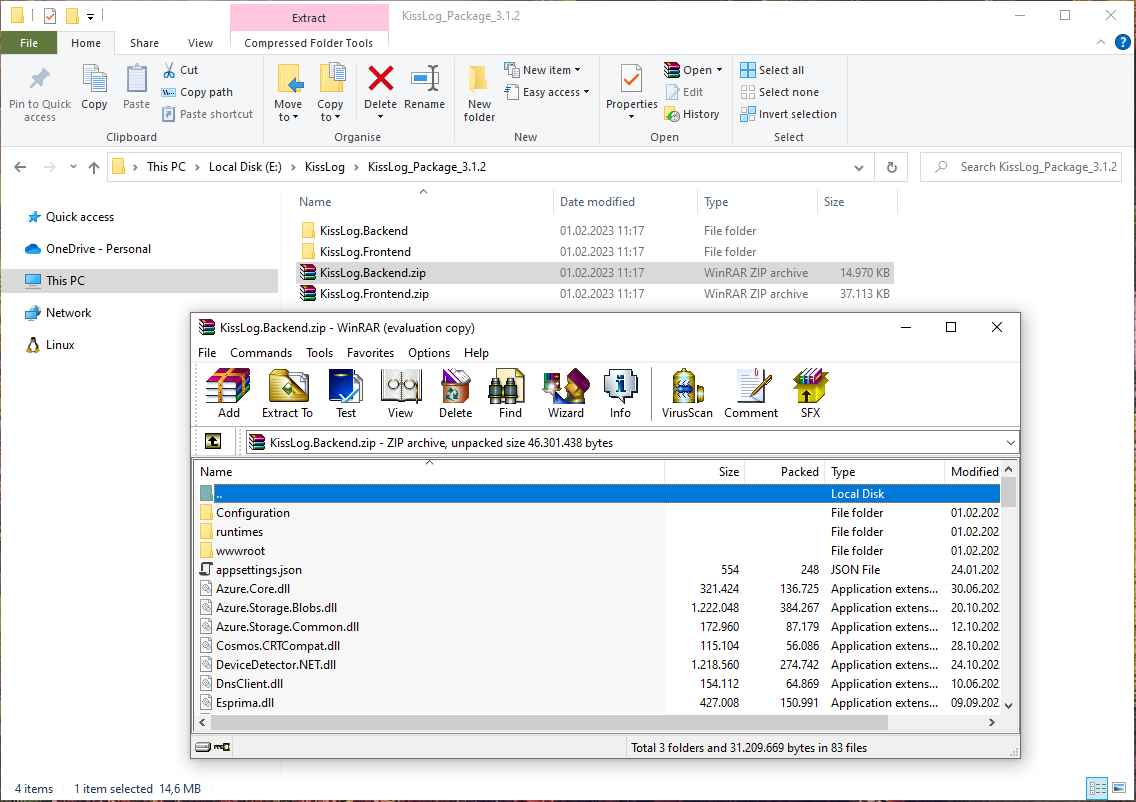 Extract
KissLog_Package_3.1.2
File Home Share View Compressed Folder Tools
Pin to Quick access
Copy
Paste
Cut
Copy path
Paste shortcut
Clipboard
Move to
Copy to
Delete
Rename
Organise
New folder
New item
Easy access
New
Properties
Open
Edit
History
Open
Select all
Select none
Invert selection
Select
This PC > Local Disk (E:) > KissLog > KissLog_Package_3.1.2
Search KissLog_Package_3.1.2
Quick access
OneDrive - Personal
This PC
Network
Linux
Name Date modified Type Size
KissLog.Backend 01.02.2023 11:17 File folder
KissLog.Frontend 01.02.2023 11:17 File folder
KissLog.Backend.zip 01.02.2023 11:17 WinRAR ZIP archive 14.970 KB
KissLog.Frontend.zip 01.02.2023 11:17 WinRAR ZIP archive 37.113 KB
KissLog.Backend.zip - WinRAR (evaluation copy)
File Commands Tools Favorites Options Help
Add Extract To Test View Delete Find Wizard Info VirusScan Comment SFX
KissLog.Backend.zip - ZIP archive, unpacked size 46.301.438 bytes
Name Size Packed Type Modified
.. Local Disk
Configuration File folder 01.02.202
runtimes File folder 01.02.202
wwwroot File folder 01.02.202
appsettings.json 554 248 JSON File 24.01.202
Azure.Core.dll 321.424 136.725 Application extens... 30.06.202
Azure.Storage.Blobs.dll 1.222.048 384.267 Application extens... 20.10.202
Azure.Storage.Common.dll 172.960 87.179 Application extens... 12.10.202
Cosmos.CRTCompat.dll 115.104 56.086 Application extens... 28.10.202
DeviceDetector.NET.dll 1.218.560 274.742 Application extens... 24.10.202
DnsClient.dll 154.112 64.869 Application extens... 10.06.202
Esprima.dll 427.008 150.991 Application extens... 09.09.202
Total 3 folders and 31.209.669 bytes in 83 files
4 items 1 item selected 14,6 MB